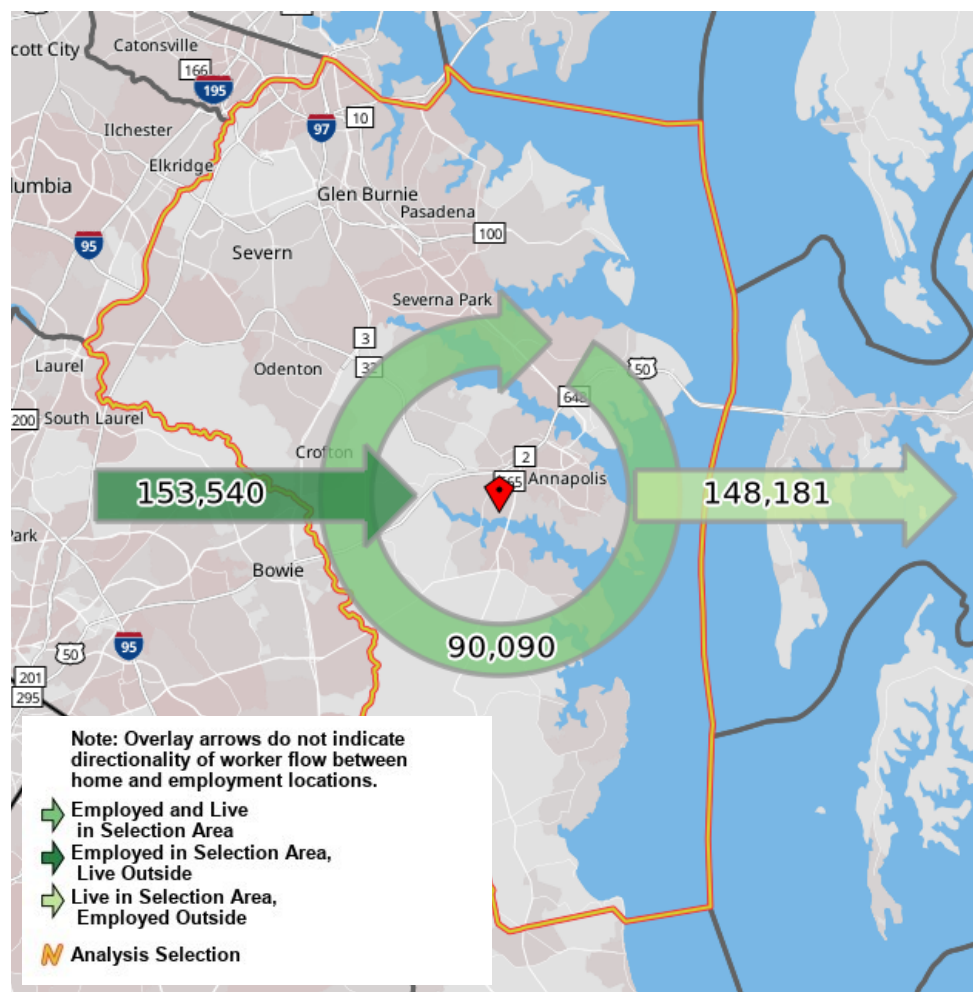 cott City
Catonsville
166
195
97
10
Ilchester
Elkridge
lumbia
Glen Burnie
Pasadena
100
95
Severn
Severna Park
3
32
Laurel
Odenton
50
648
200
South Laurel
Crofton
2
665
Annapolis
153,540
148,181
Park
Bowie
90,090
50
95
201
295
Note: Overlay arrows do not indicate
directionality of worker flow between
home and employment locations.
Employed and Live
in Selection Area
Employed in Selection Area,
Live Outside
Live in Selection Area,
Employed Outside
Analysis Selection